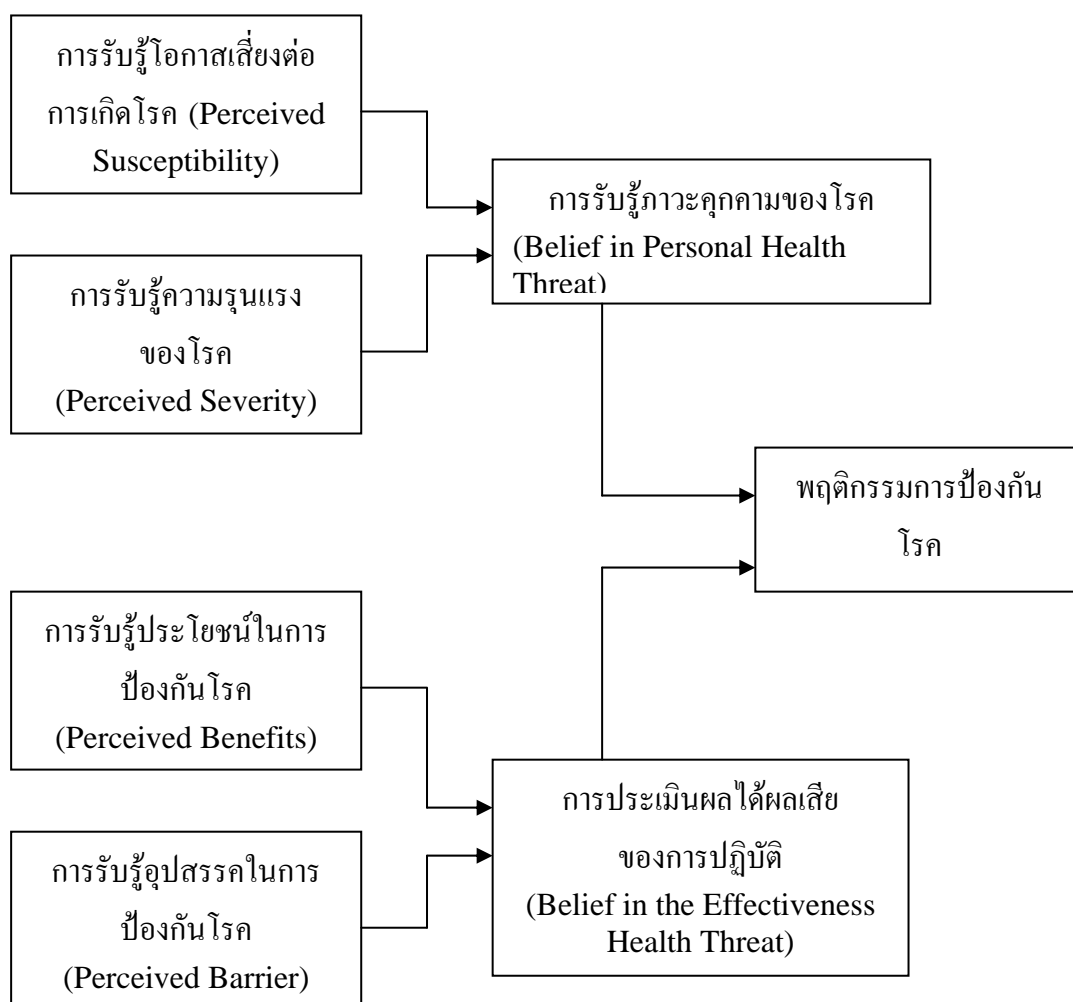 การรับรู้โอกาสเสี่ยงต่อ
การเกิดโรค (Perceived
Susceptibility)
การรับรู้ภาวะคุกคามของโรค
(Belief in Personal Health
Threat)
การรับรู้ความรุนแรง
ของโรค
(Perceived Severity)
พฤติกรรมการป้องกัน
โรค
การรับรู้ประโยชน์ในการ
ป้องกันโรค
(Perceived Benefits)
การประเมินผลได้ผลเสีย
ของการปฏิบัติ
(Belief in the Effectiveness
Health Threat)
การรับรู้อุปสรรคในการ
ป้องกันโรค
(Perceived Barrier)